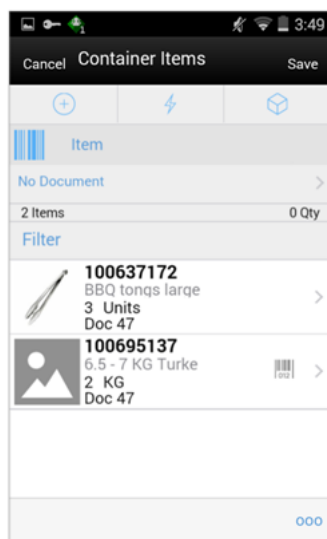 3:49
Cancel Container Items Save
Item
No Document
2 Items 0 Qty
Filter
100637172
BBQ tongs large
3 Units
Doc 47
100695137
6.5 - 7 KG Turke
2 KG
Doc 47